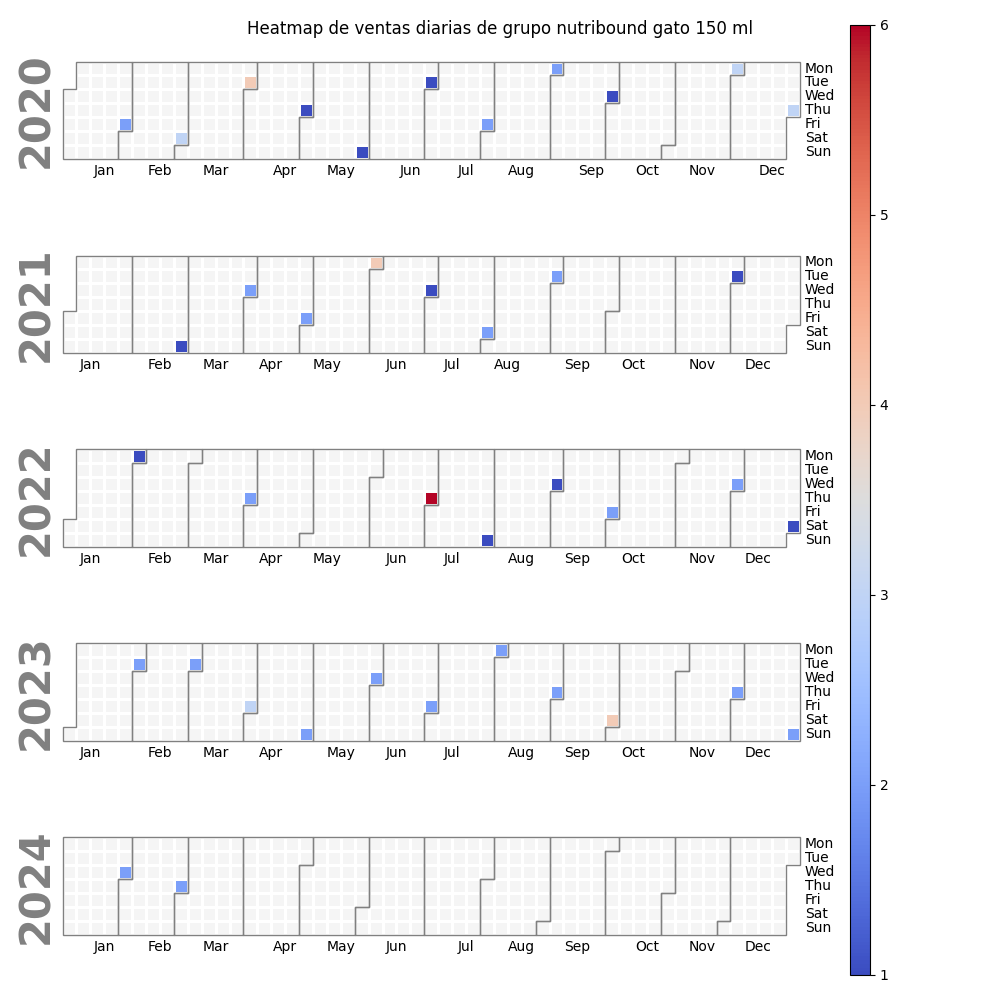 Heatmap de ventas diarias de grupo nutribound gato 150 ml
2020
Mon
Tue
Wed
Thu
Fri
Sat
Sun
Jan Feb Mar Apr May Jun Jul Aug Sep Oct Nov Dec
2021
Mon
Tue
Wed
Thu
Fri
Sat
Sun
Jan Feb Mar Apr May Jun Jul Aug Sep Oct Nov Dec
2022
Mon
Tue
Wed
Thu
Fri
Sat
Sun
Jan Feb Mar Apr May Jun Jul Aug Sep Oct Nov Dec
2023
Mon
Tue
Wed
Thu
Fri
Sat
Sun
Jan Feb Mar Apr May Jun Jul Aug Sep Oct Nov Dec
2024
Mon
Tue
Wed
Thu
Fri
Sat
Sun
Jan Feb Mar Apr May Jun Jul Aug Sep Oct Nov Dec
6
5
4
3
2
1